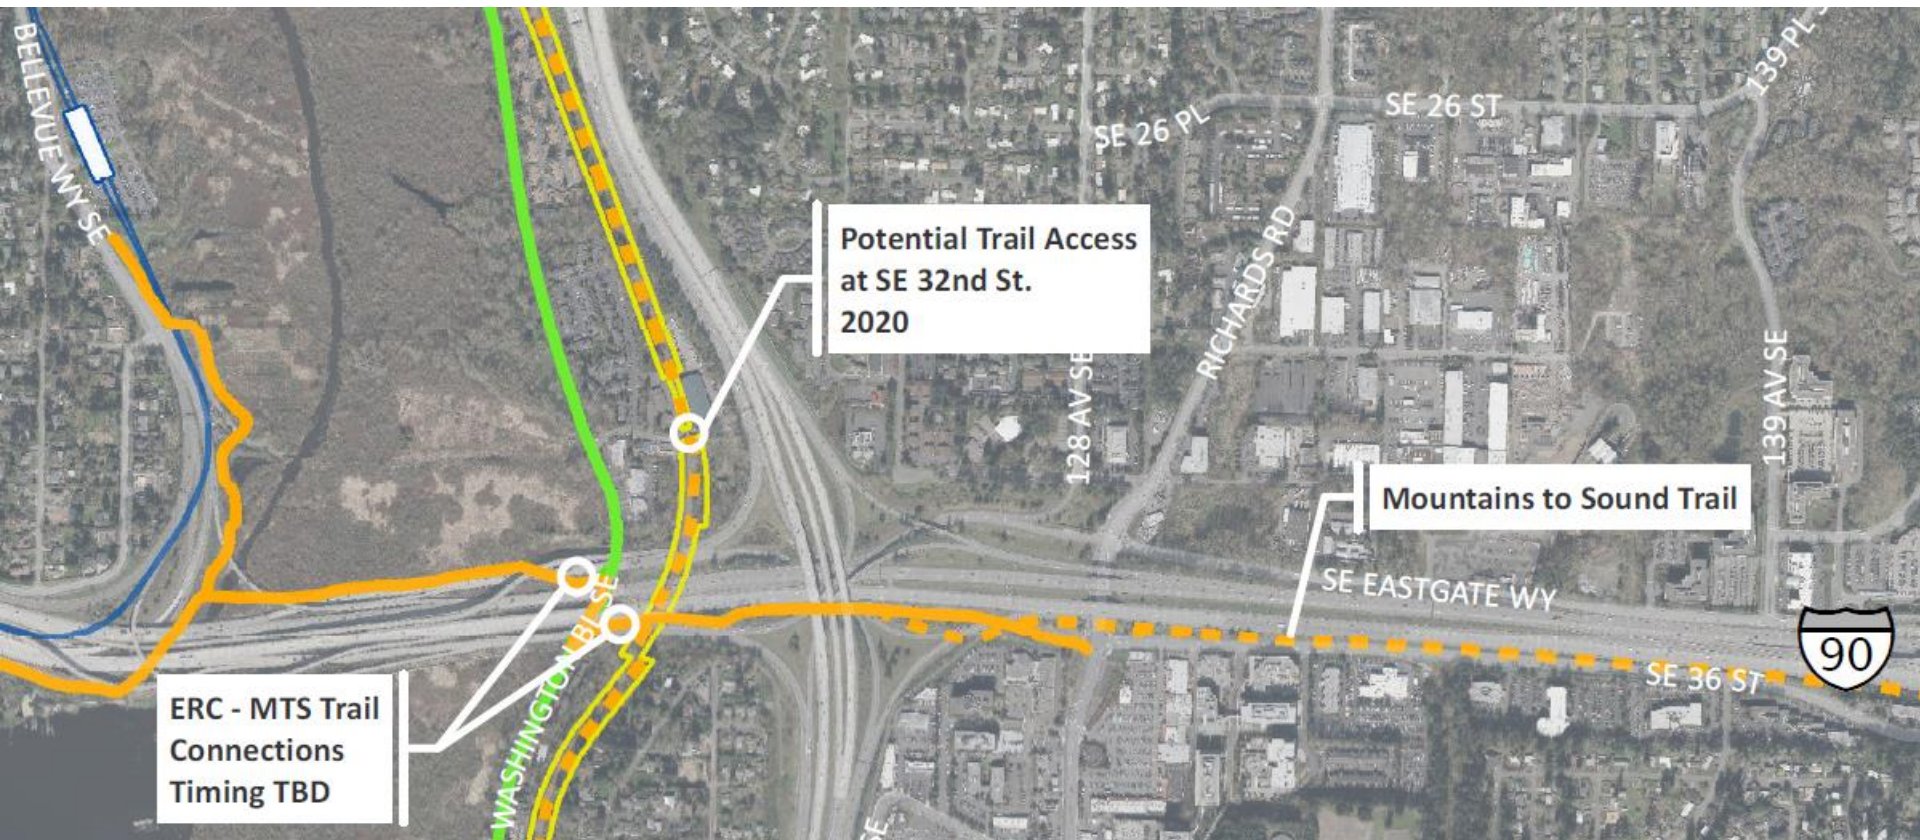 BELLEVUE WY SE
139 PL S
SE 26 ST
SE 26 PL
Potential Trail Access
at SE 32nd St.
2020
RICHARDS RD
128 AV SE
139 AV SE
Mountains to Sound Trail
SE EASTGATE WY
90
SE 36 ST
WASHINGTON BL SE
ERC - MTS Trail
Connections
Timing TBD
SE